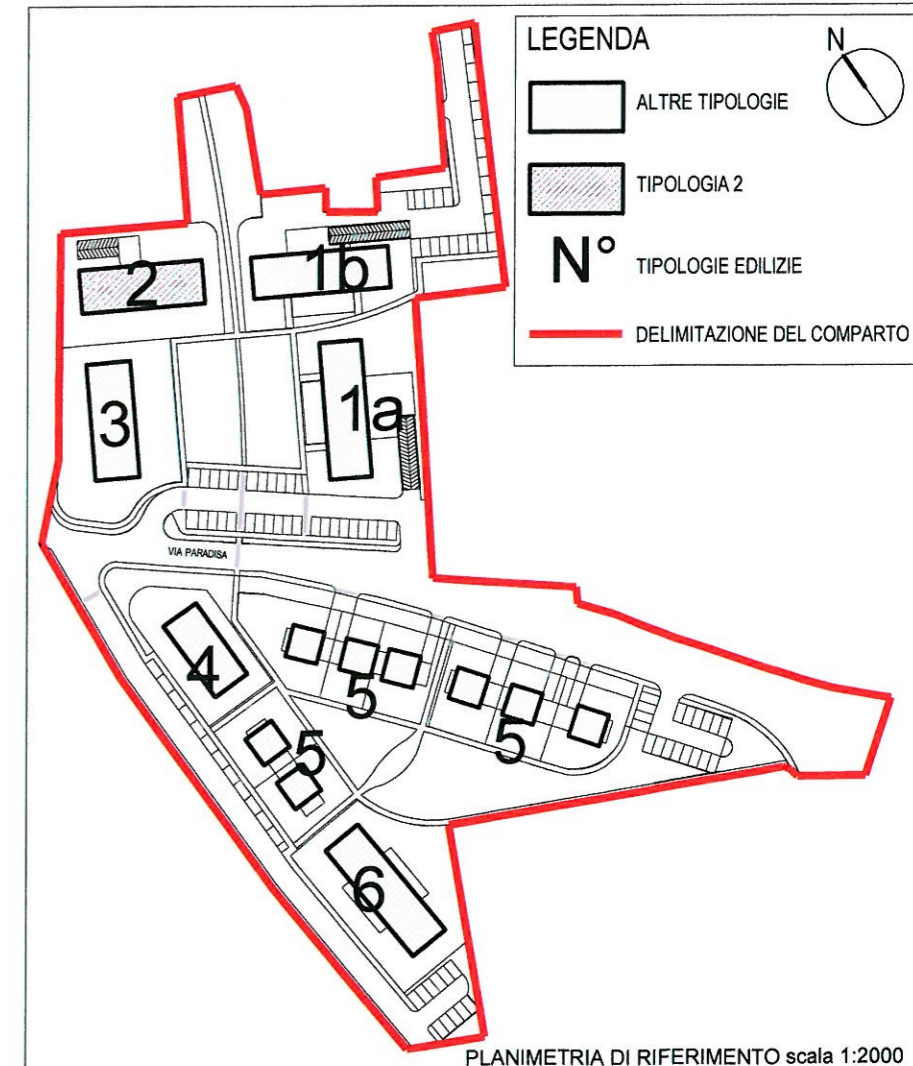 LEGENDA
N
ALTRE TIPOLOGIE
TIPOLOGIA 2
N° TIPOLOGIE EDILIZIE
DELIMITAZIONE DEL COMPARTO
2
1b
3
1a
VIA PARADISA
4
5
5
5
6
PLANIMETRIA DI RIFERIMENTO scala 1:2000